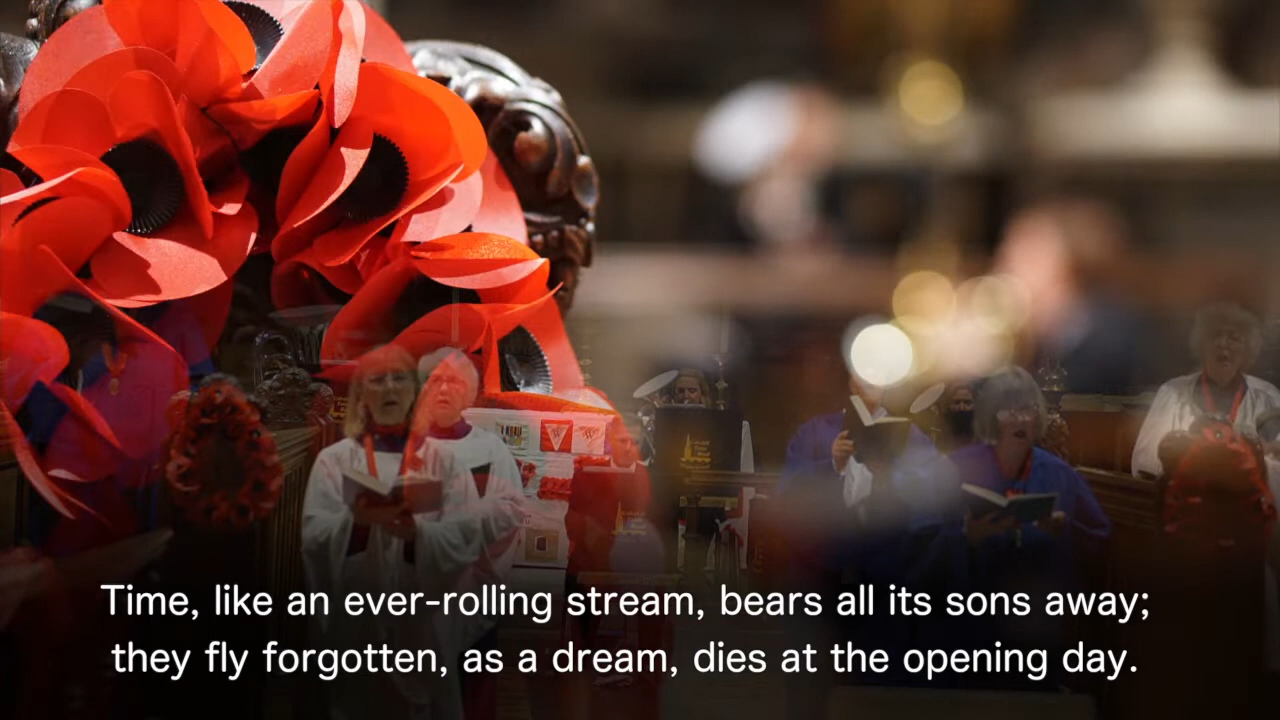 Time, like an ever-rolling stream, bears all its sons away;
they fly forgotten, as a dream, dies at the opening day.